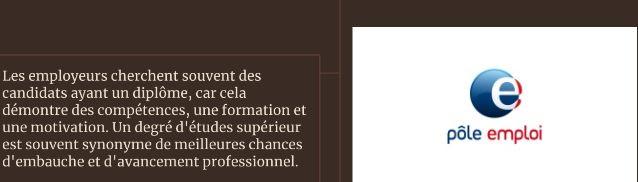 Les employeurs cherchent souvent des
candidats ayant un diplôme, car cela
démontre des compétences, une formation et
une motivation. Un degré d'études supérieur
est souvent synonyme de meilleures chances
d'embauche et d'avancement professionnel.
e
pôle emploi